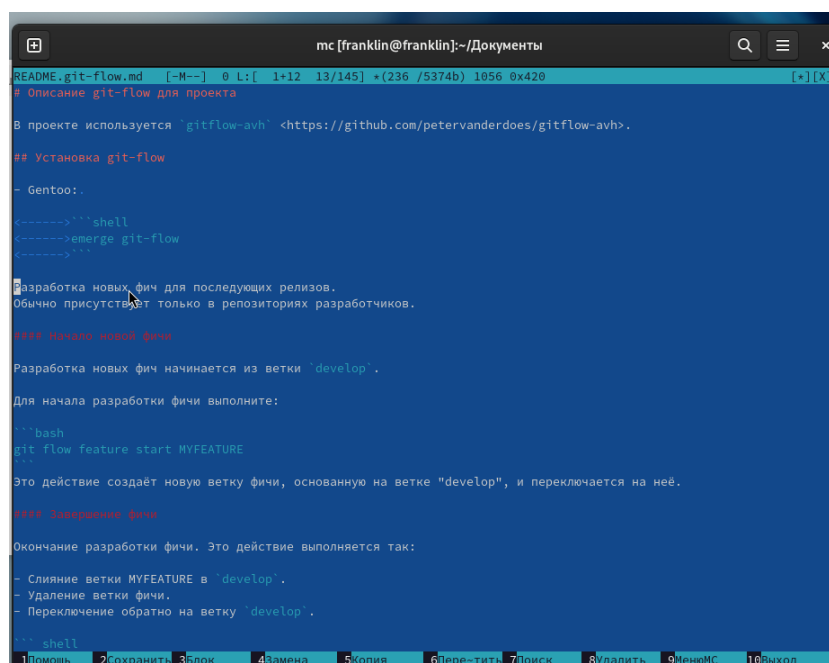 mc [franklin@franklin]:~/Документы
README.git-flow.md [-M--] 0 L:[ 1+12 13/145] *(236 /5374b) 1056 0x420 [*][X]
# Описание git-flow для проекта
В проекте используется `gitflow-avh` <https://github.com/petervanderdoes/gitflow-avh>.
## Установка git-flow
- Gentoo:.
<------>```shell
<------>emerge git-flow
<------>```
Разработка новых фич для последующих релизов.
Обычно присутствует только в репозиториях разработчиков.
#### Начало новой фичи
Разработка новых фич начинается из ветки `develop`.
Для начала разработки фичи выполните:
```bash
git flow feature start MYFEATURE
```
Это действие создаёт новую ветку фичи, основанную на ветке "develop", и переключается на неё.
#### Завершение фичи
Окончание разработки фичи. Это действие выполняется так:
- Слияние ветки MYFEATURE в `develop`.
- Удаление ветки фичи.
- Переключение обратно на ветку `develop`.
``` shell
1Помощь 2Сохранить 3Блок 4Замена 5Копия 6Пере~тить 7Поиск 8Удалить 9МенюMC 10Выход